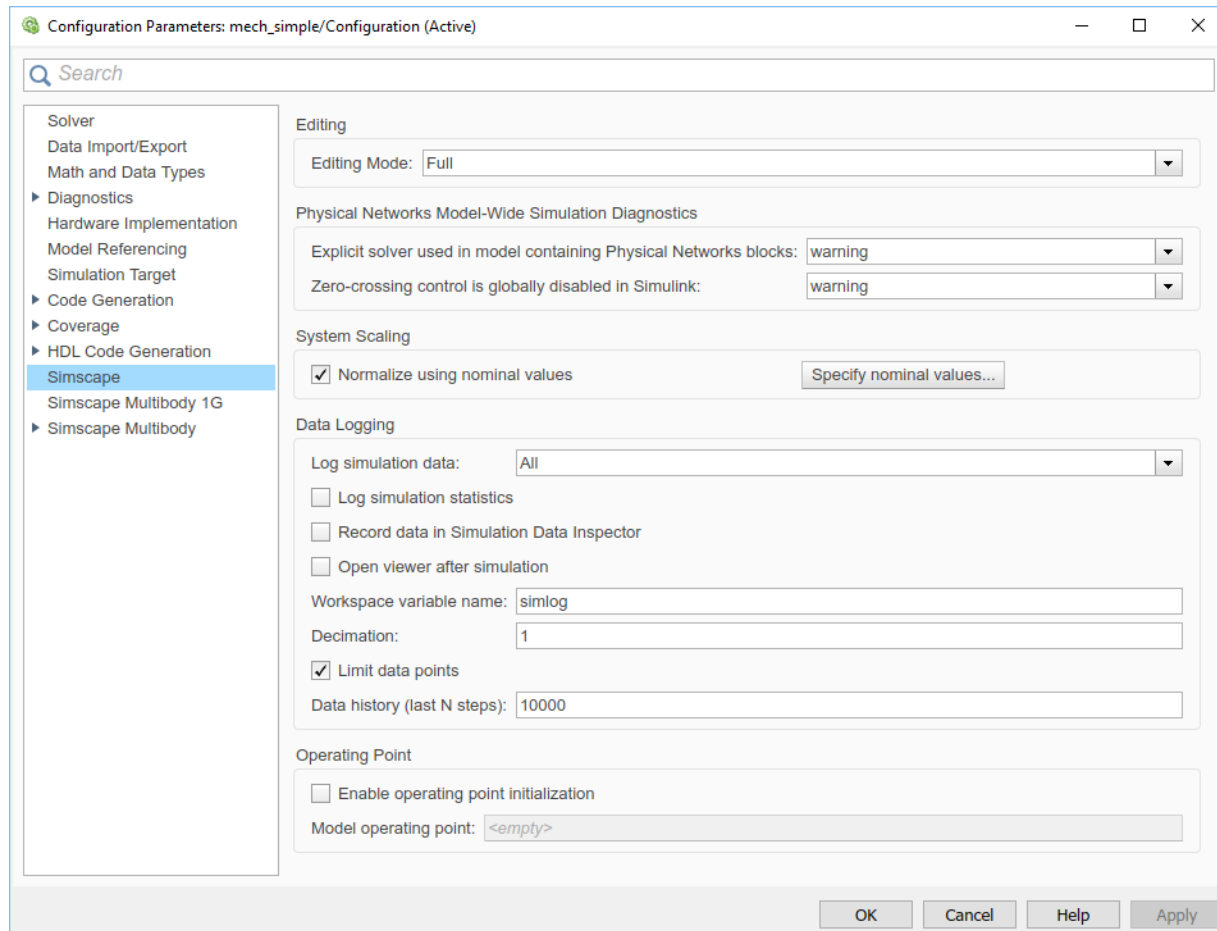 Configuration Parameters: mech_simple/Configuration (Active)
Search
Solver
Data Import/Export
Math and Data Types
Diagnostics
Hardware Implementation
Model Referencing
Simulation Target
Code Generation
Coverage
HDL Code Generation
Simscape
Simscape Multibody 1G
Simscape Multibody
Editing
Editing Mode: Full
Physical Networks Model-Wide Simulation Diagnostics
Explicit solver used in model containing Physical Networks blocks: warning
Zero-crossing control is globally disabled in Simulink: warning
System Scaling
Normalize using nominal values Specify nominal values...
Data Logging
Log simulation data: All
Log simulation statistics
Record data in Simulation Data Inspector
Open viewer after simulation
Workspace variable name: simlog
Decimation: 1
Limit data points
Data history (last N steps): 10000
Operating Point
Enable operating point initialization
Model operating point: <empty>
OK Cancel Help Apply